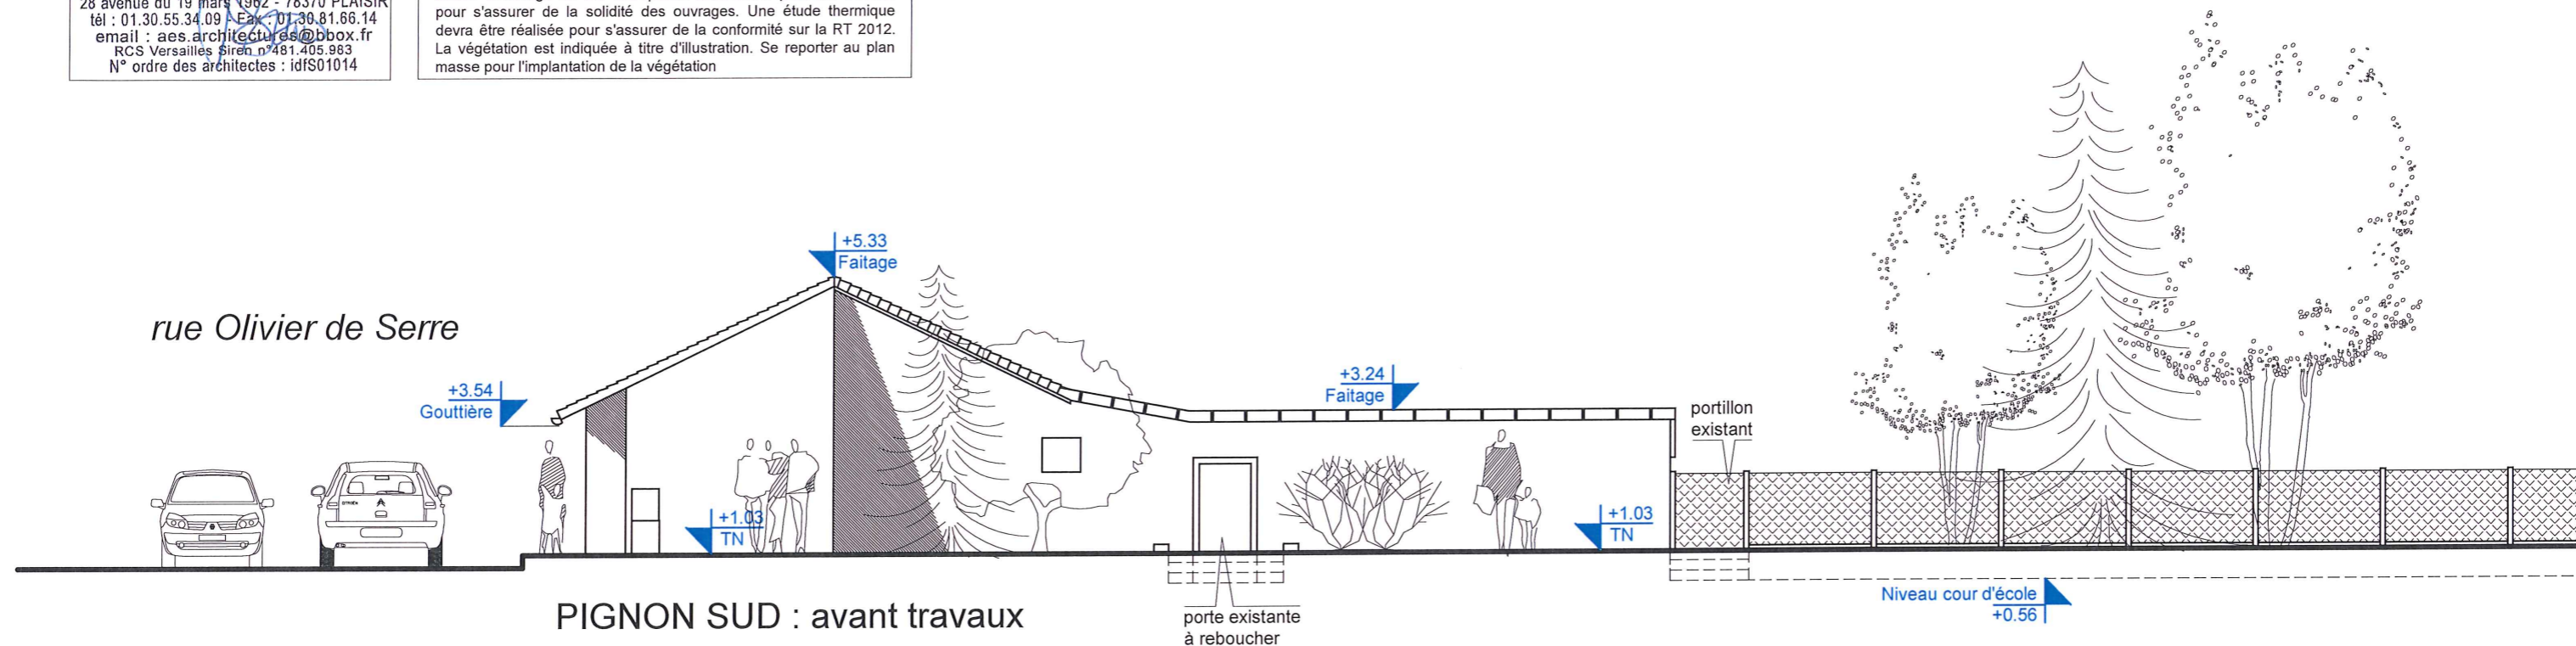 28 avenue du 19 mars 1962 - 78370 PLAISIR
tél : 01.30.55.34.09 / Fax : 01.30.81.66.14
email : aes.architectures@bbox.fr
RCS Versailles Siren n°481.405.983
N° ordre des architectes : idfS01014
pour s'assurer de la solidité des ouvrages. Une étude thermique
devra être réalisée pour s'assurer de la conformité sur la RT 2012.
La végétation est indiquée à titre d'illustration. Se reporter au plan
masse pour l'implantation de la végétation
+5.33
Faitage
rue Olivier de Serre
+3.54
Gouttière
+3.24
Faitage
portillon
existant
+1.03
TN
+1.03
TN
Niveau cour d'école
+0.56
PIGNON SUD : avant travaux
porte existante
à reboucher